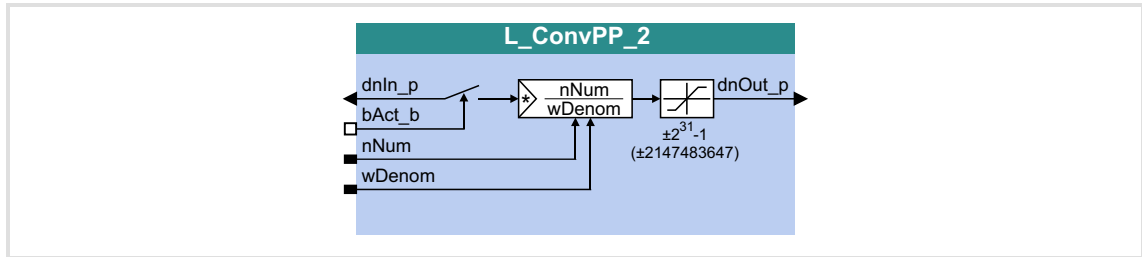 L_ConvPP_2
dnIn_p
bAct_b
nNum
wDenom
*
nNum
wDenom
dnOut_p
±2³¹-1
(±2147483647)